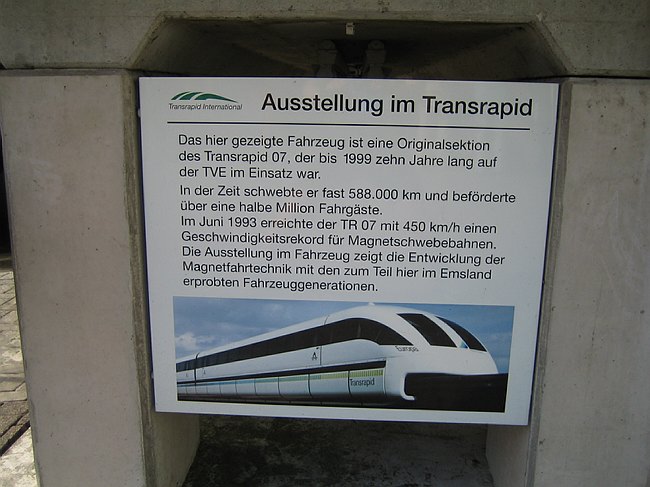 Transrapid International
Ausstellung im Transrapid
Das hier gezeigte Fahrzeug ist eine Originalsektion
des Transrapid 07, der bis 1999 zehn Jahre lang auf
der TVE im Einsatz war.
In der Zeit schwebte er fast 588.000 km und beförderte
über eine halbe Million Fahrgäste.
Im Juni 1993 erreichte der TR 07 mit 450 km/h einen
Geschwindigkeitsrekord für Magnetschwebebahnen.
Die Ausstellung im Fahrzeug zeigt die Entwicklung der
Magnetfahrtechnik mit den zum Teil hier im Emsland
erprobten Fahrzeuggenerationen.
Europa
Transrapid